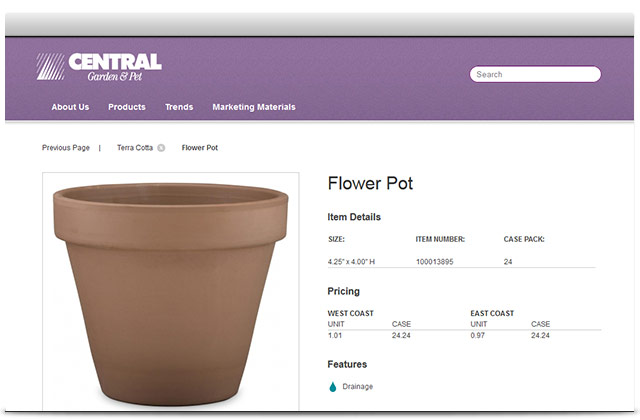 CENTRAL
Garden & Pet
Search
About Us Products Trends Marketing Materials
Previous Page | Terra Cotta x Flower Pot
Flower Pot
Item Details
SIZE: ITEM NUMBER: CASE PACK:
4.25" x 4.00" H 100013895 24
Pricing
WEST COAST EAST COAST
UNIT CASE UNIT CASE
1.01 24.24 0.97 24.24
Features
Drainage